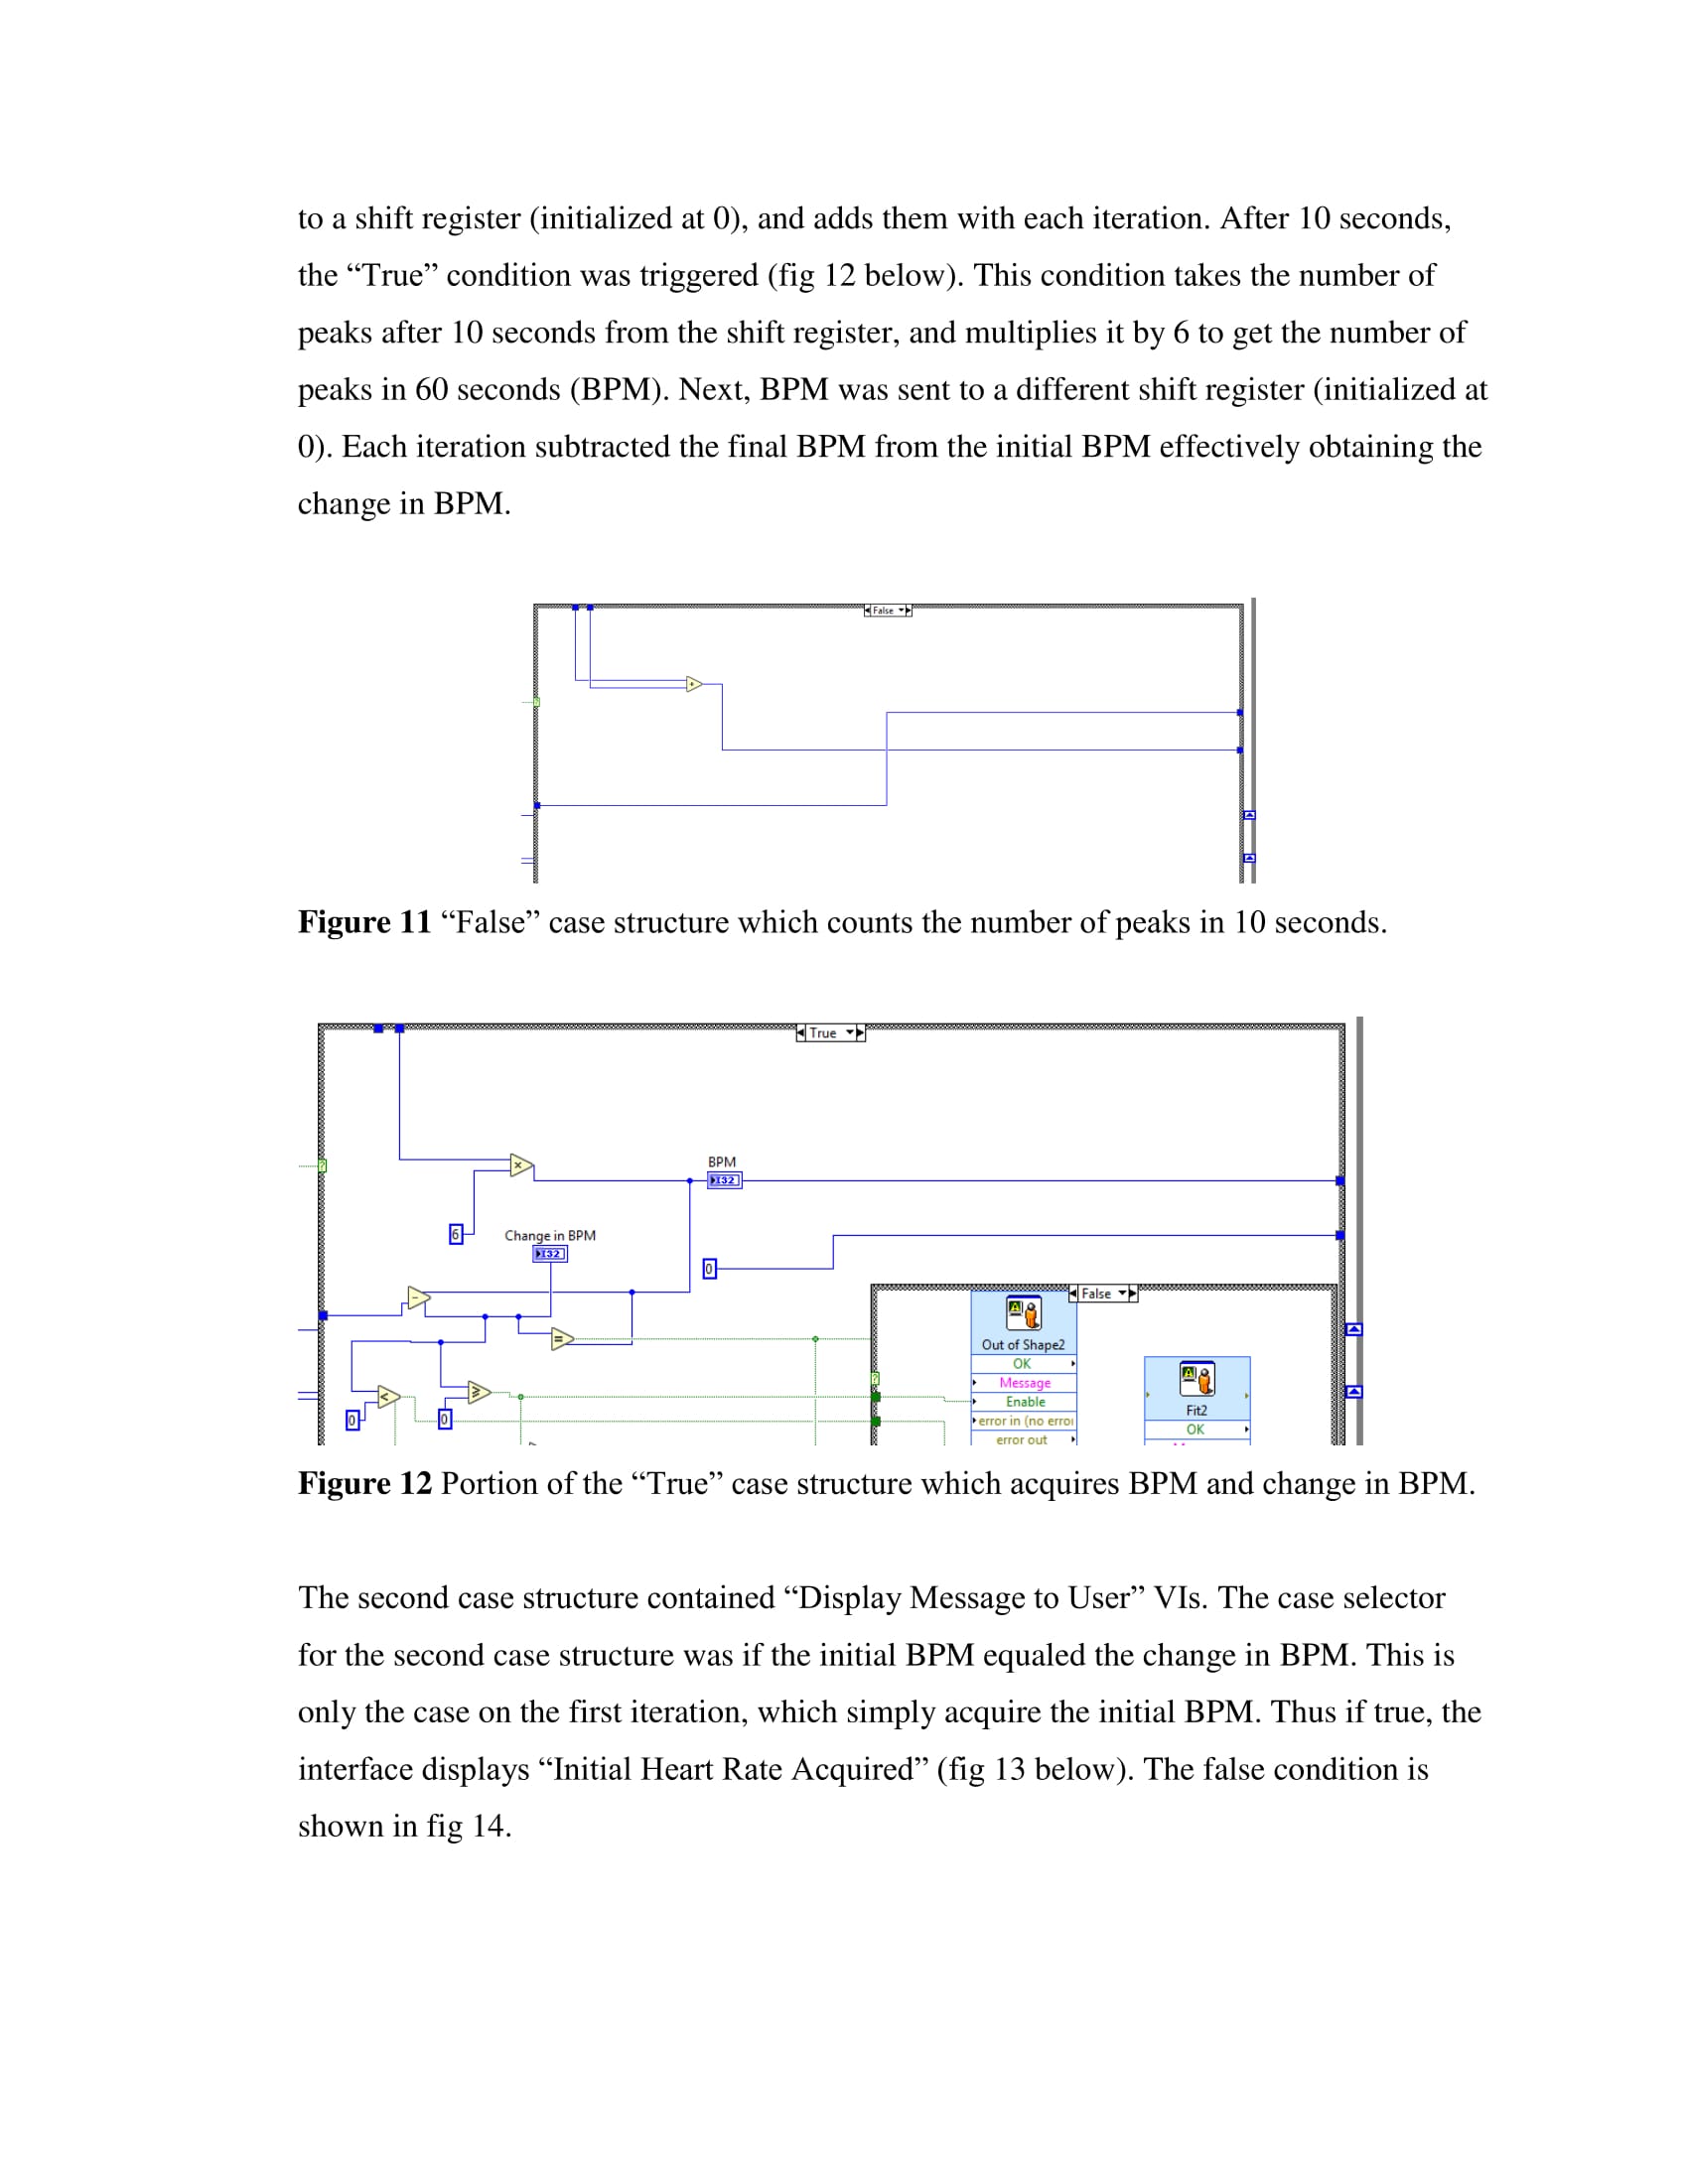 to a shift register (initialized at 0), and adds them with each iteration. After 10 seconds,
the “True” condition was triggered (fig 12 below). This condition takes the number of
peaks after 10 seconds from the shift register, and multiplies it by 6 to get the number of
peaks in 60 seconds (BPM). Next, BPM was sent to a different shift register (initialized at
0). Each iteration subtracted the final BPM from the initial BPM effectively obtaining the
change in BPM.
False
Figure 11 “False” case structure which counts the number of peaks in 10 seconds.
True
BPM
I32
6
Change in BPM
I32
0
False
Out of Shape2
OK
Message
Enable
error in (no erroi
error out
Fit2
OK
0
0
Figure 12 Portion of the “True” case structure which acquires BPM and change in BPM.
The second case structure contained “Display Message to User” VIs. The case selector
for the second case structure was if the initial BPM equaled the change in BPM. This is
only the case on the first iteration, which simply acquire the initial BPM. Thus if true, the
interface displays “Initial Heart Rate Acquired” (fig 13 below). The false condition is
shown in fig 14.